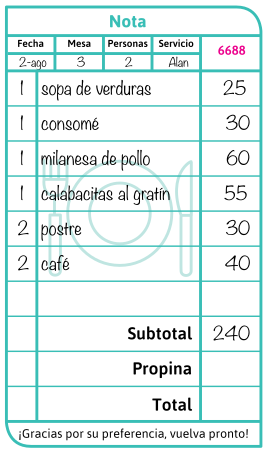 Nota
Fecha Mesa Personas Servicio 6688
2-ago 3 2 Alan
1 sopa de verduras 25
1 consomé 30
1 milanesa de pollo 60
1 calabacitas al gratín 55
2 postre 30
2 café 40
Subtotal 240
Propina
Total
¡Gracias por su preferencia, vuelva pronto!